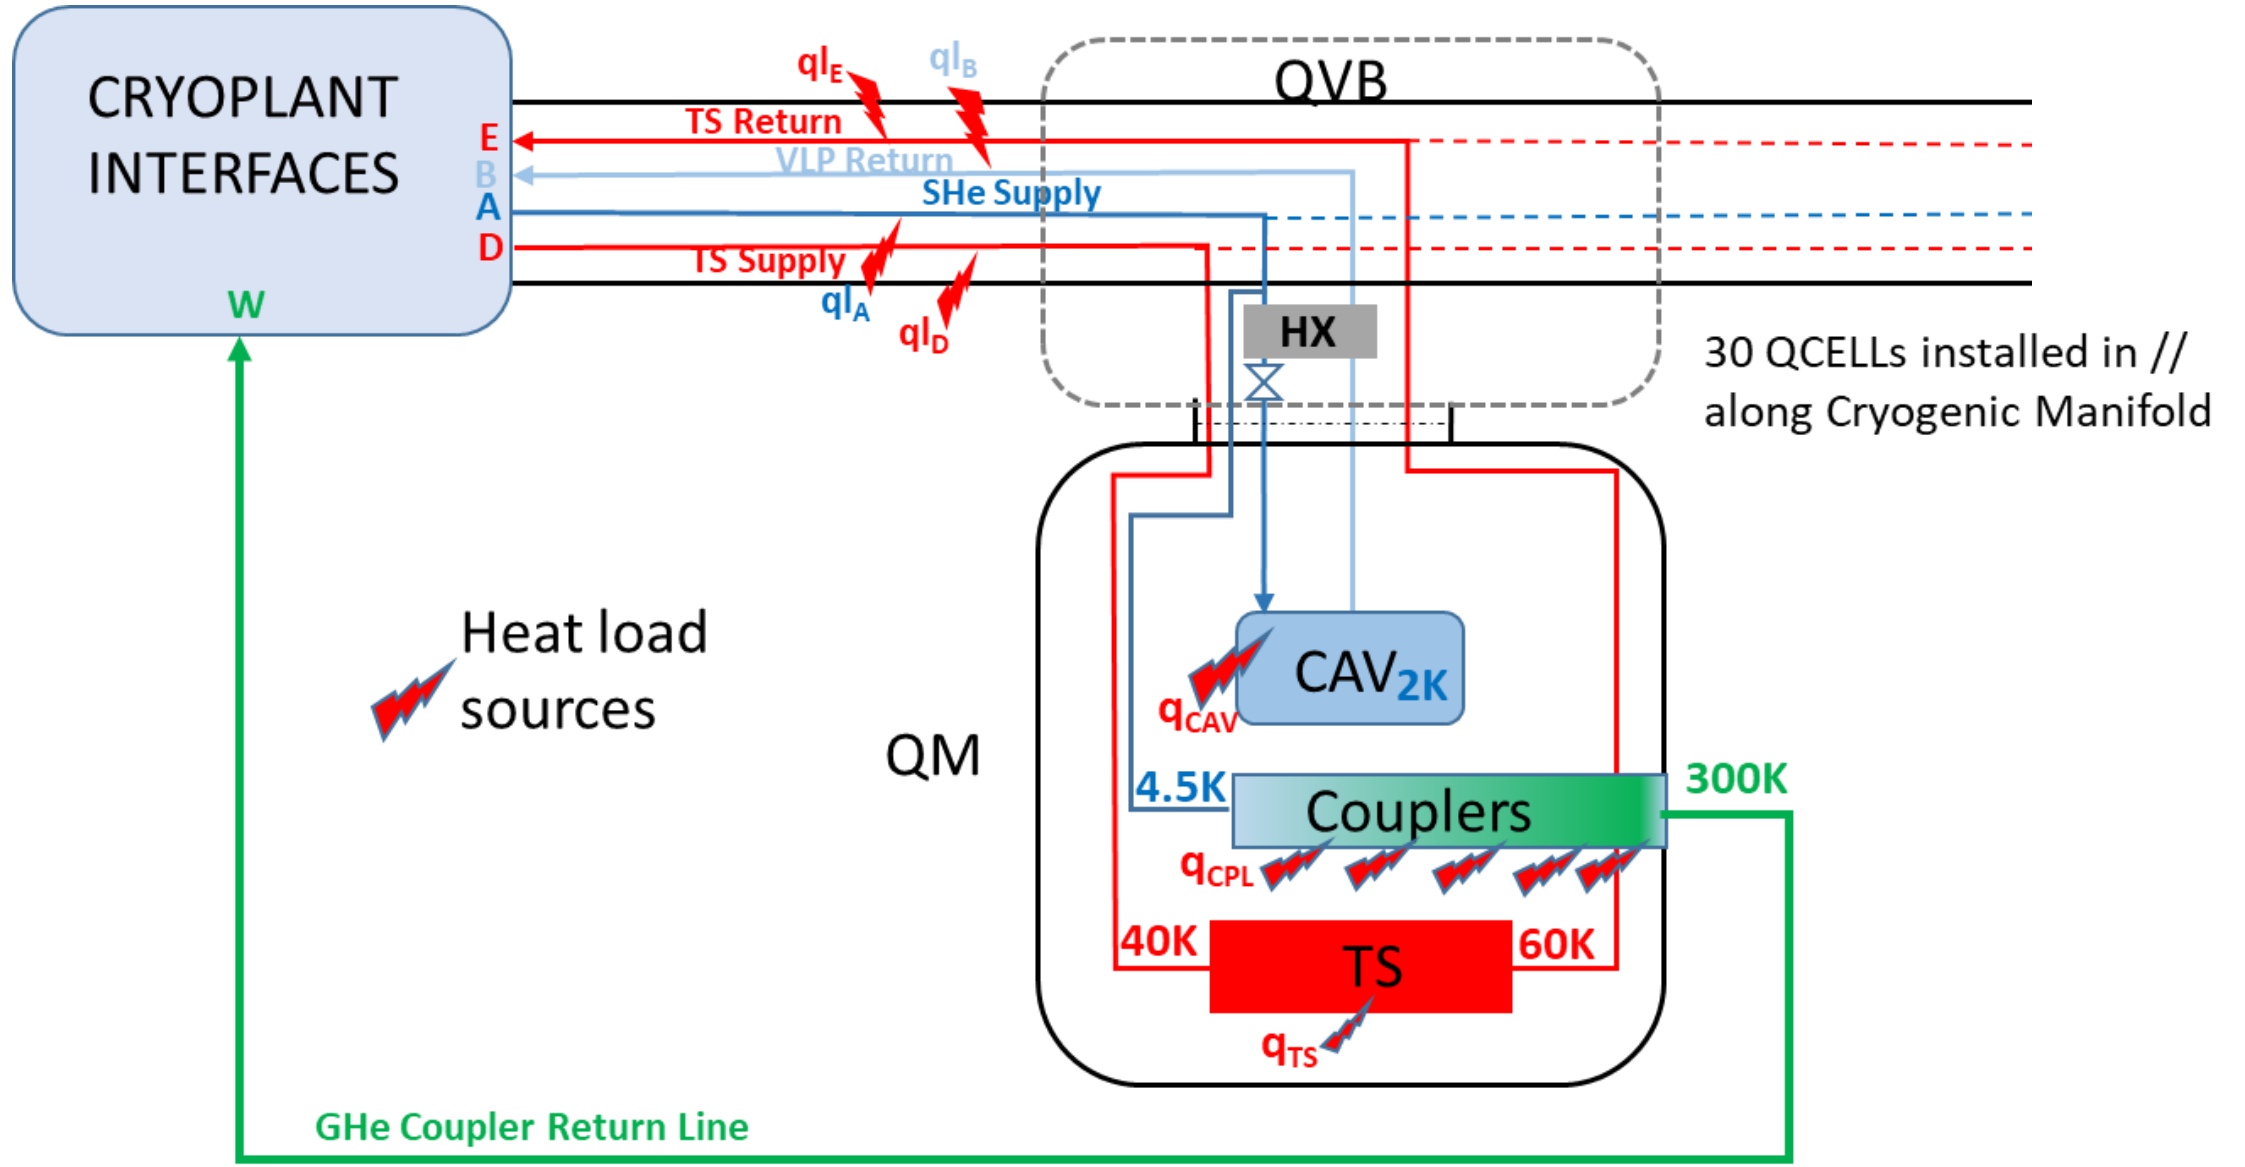 CRYOPLANT
INTERFACES
E
B
A
D
W
qlE
qlB
TS Return
VLP Return
SHe Supply
TS Supply
qlA
qlD
QVB
HX
30 QCELLs installed in //
along Cryogenic Manifold
Heat load
sources
QM
CAV2K
qCAV
4.5K
Couplers
300K
qCPL
40K
TS
60K
qTS
GHe Coupler Return Line